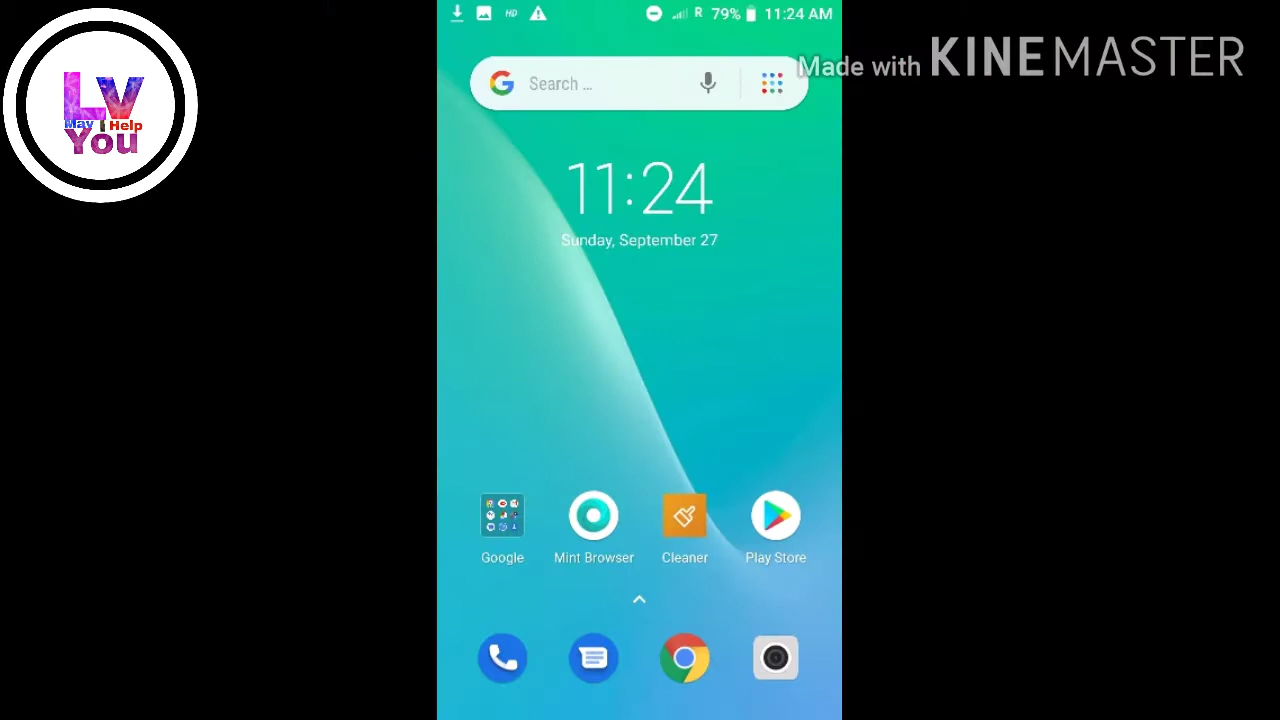 LV
May I Help
You
HD
R 79% 11:24 AM
Search ...
Made with KINEMASTER
11:24
Sunday, September 27
Google
Mint Browser
Cleaner
Play Store